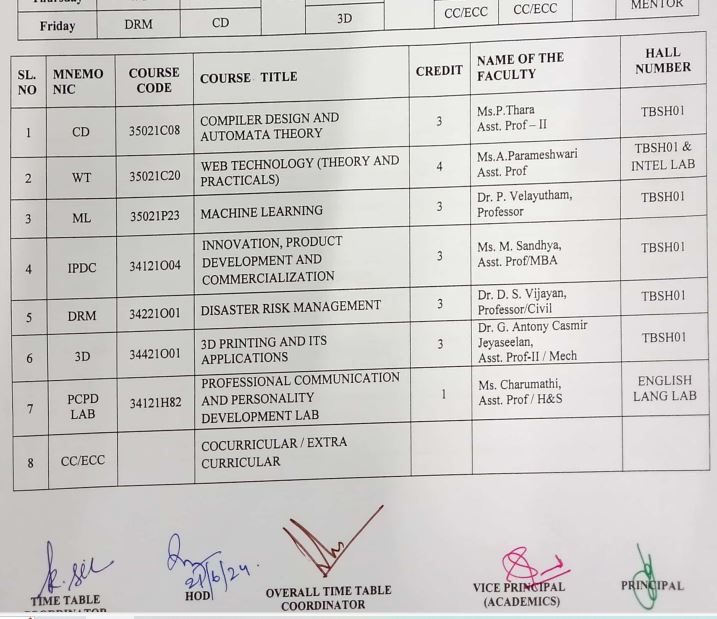 MENTOR
CC/ECC CC/ECC
Friday DRM CD 3D
SL. NO MNEMO NIC COURSE CODE COURSE TITLE CREDIT NAME OF THE FACULTY HALL NUMBER
1 CD 35021C08 COMPILER DESIGN AND AUTOMATA THEORY 3 Ms.P.Thara Asst. Prof – II TBSH01
2 WT 35021C20 WEB TECHNOLOGY (THEORY AND PRACTICALS) 4 Ms.A.Parameshwari Asst. Prof TBSH01 & INTEL LAB
3 ML 35021P23 MACHINE LEARNING 3 Dr. P. Velayutham, Professor TBSH01
4 IPDC 34121O04 INNOVATION, PRODUCT DEVELOPMENT AND COMMERCIALIZATION 3 Ms. M. Sandhya, Asst. Prof/MBA TBSH01
5 DRM 34221O01 DISASTER RISK MANAGEMENT 3 Dr. D. S. Vijayan, Professor/Civil TBSH01
6 3D 34421O01 3D PRINTING AND ITS APPLICATIONS 3 Dr. G. Antony Casmir Jeyaseelan, Asst. Prof-II / Mech TBSH01
7 PCPD LAB 34121H82 PROFESSIONAL COMMUNICATION AND PERSONALITY DEVELOPMENT LAB 1 Ms. Charumathi, Asst. Prof / H&S ENGLISH LANG LAB
8 CC/ECC COCURRICULAR / EXTRA CURRICULAR
TIME TABLE
HOD
OVERALL TIME TABLE
COORDINATOR
VICE PRINCIPAL
(ACADEMICS)
PRINCIPAL